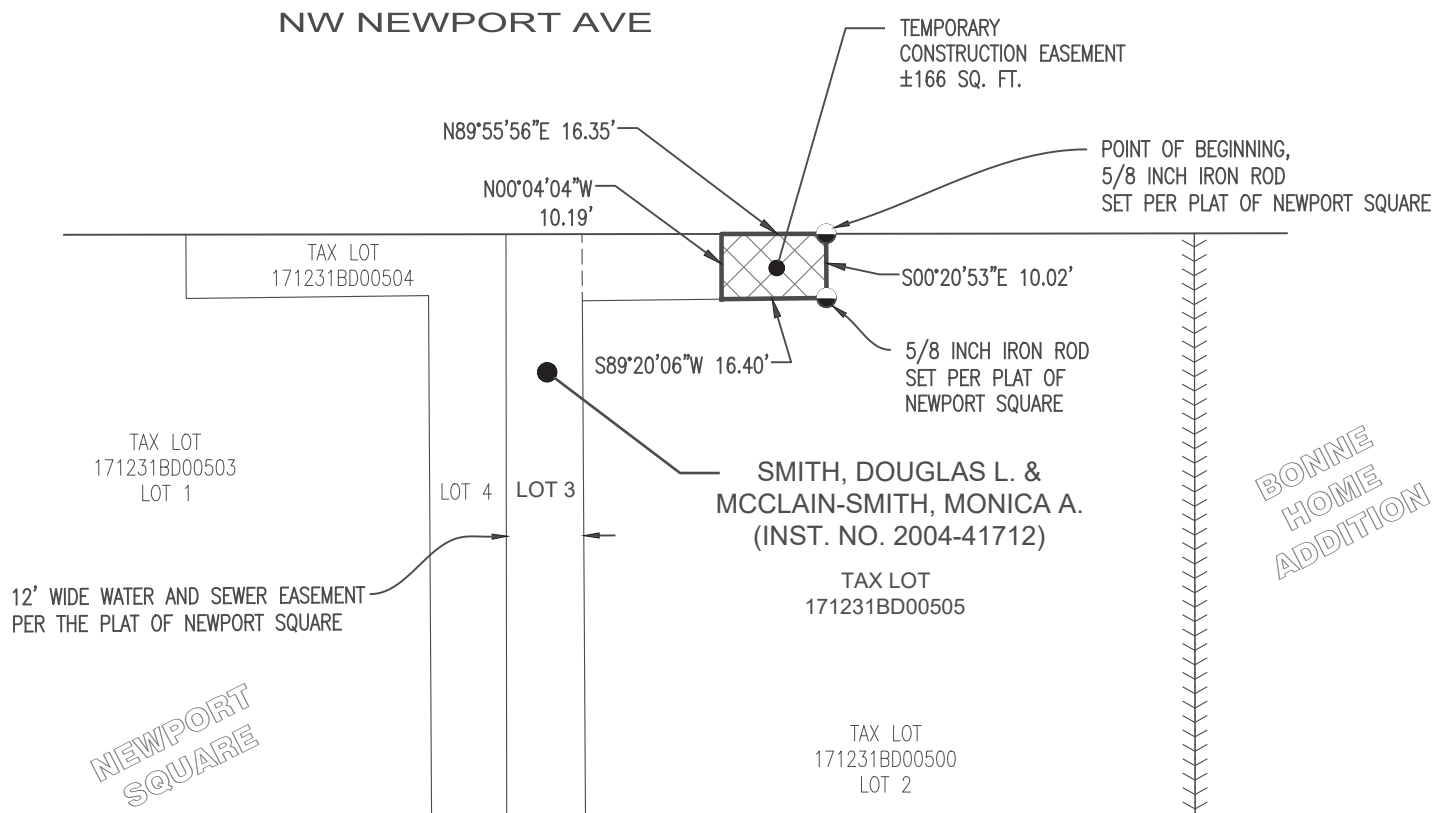 NW NEWPORT AVE
TEMPORARY
CONSTRUCTION EASEMENT
±166 SQ. FT.
N89°55'56"E 16.35'
POINT OF BEGINNING,
5/8 INCH IRON ROD
SET PER PLAT OF NEWPORT SQUARE
N00°04'04"W
10.19'
TAX LOT
171231BD00504
S00°20'53"E 10.02'
S89°20'06"W 16.40'
5/8 INCH IRON ROD
SET PER PLAT OF
NEWPORT SQUARE
TAX LOT
171231BD00503
LOT 1
LOT 4
LOT 3
SMITH, DOUGLAS L. &
MCCLAIN-SMITH, MONICA A.
(INST. NO. 2004-41712)
TAX LOT
171231BD00505
BONNE
HOME
ADDITION
12' WIDE WATER AND SEWER EASEMENT
PER THE PLAT OF NEWPORT SQUARE
NEWPORT
SQUARE
TAX LOT
171231BD00500
LOT 2